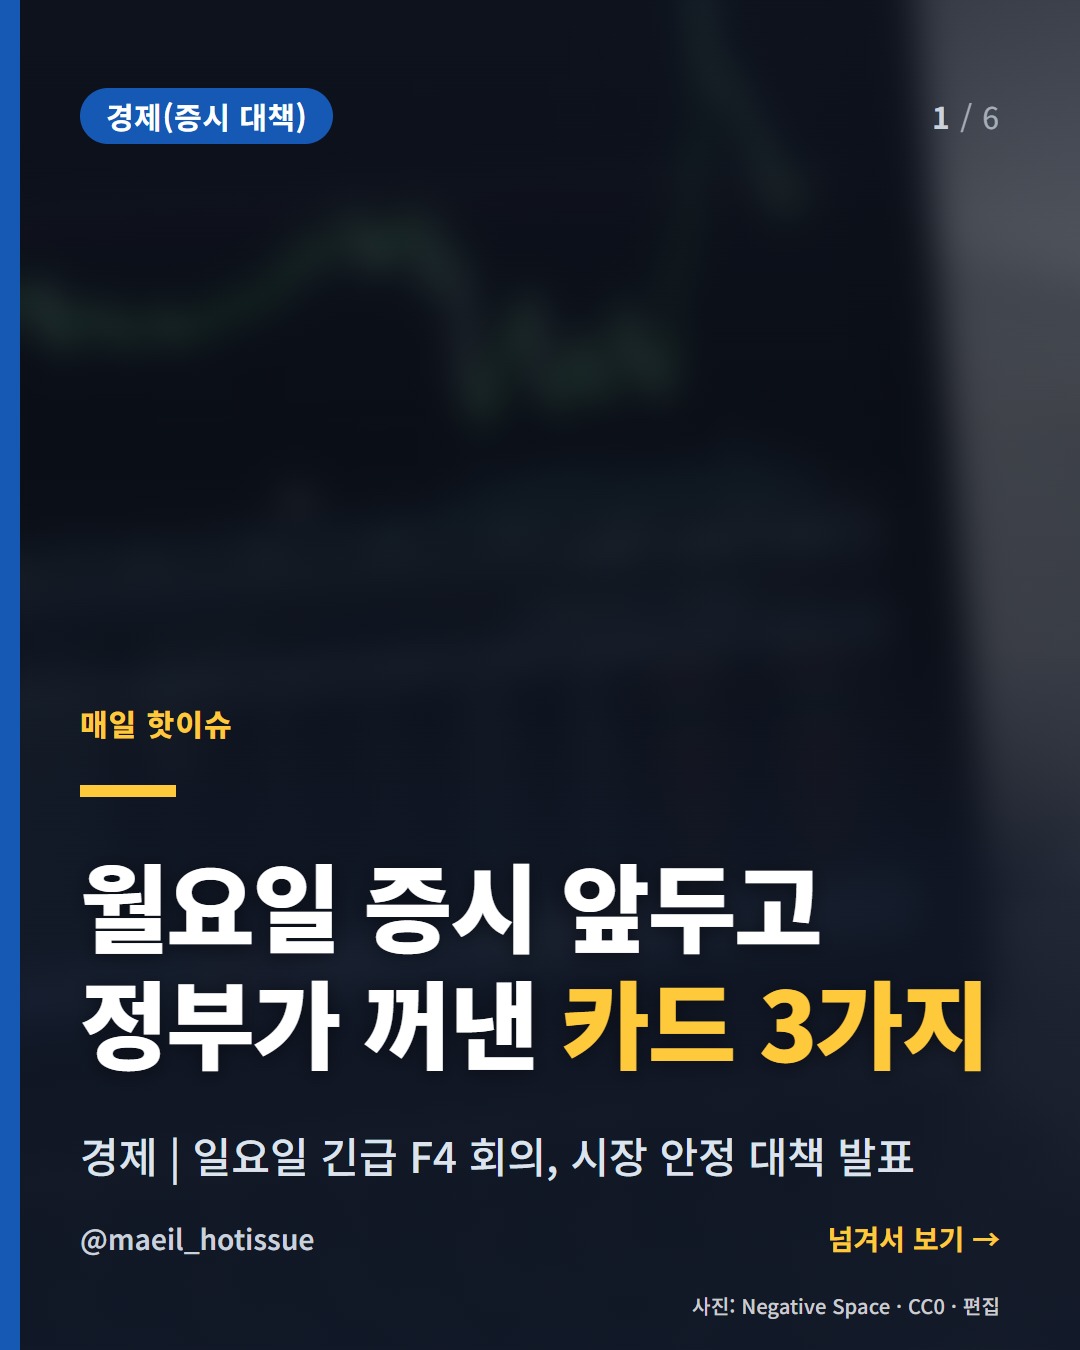 경제(증시 대책)
1 / 6
매일 핫이슈
월요일 증시 앞두고
정부가 꺼낸 카드 3가지
경제 | 일요일 긴급 F4 회의, 시장 안정 대책 발표
@maeil_hotissue
넘겨서 보기 →
사진: Negative Space · CC0 · 편집